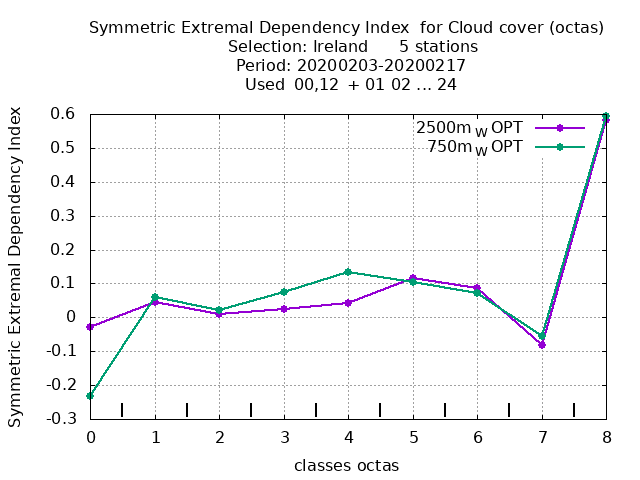 Symmetric Extremal Dependency Index for Cloud cover (octas)
Selection: Ireland 5 stations
Period: 20200203-20200217
Used 00,12 + 01 02 ... 24
2500m W OPT
750m W OPT
Symmetric Extremal Dependency Index
0.6
0.5
0.4
0.3
0.2
0.1
0
-0.1
-0.2
-0.3
0 1 2 3 4 5 6 7 8
classes octas